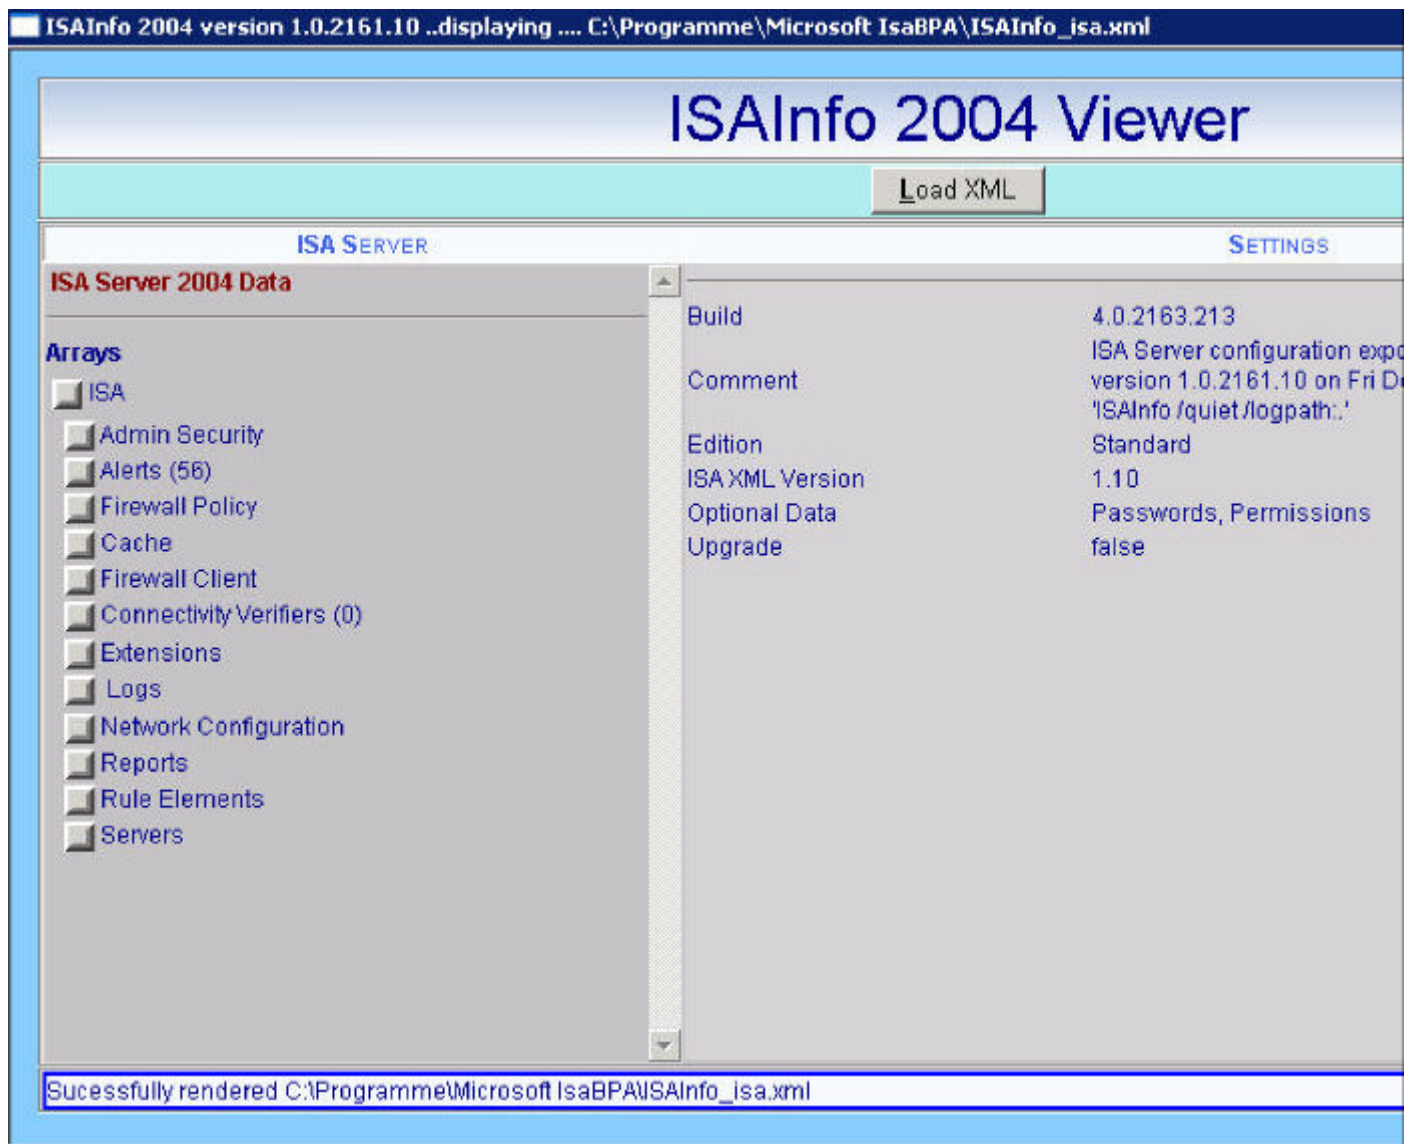 ISAInfo 2004 version 1.0.2161.10 ..displaying .... C:\Programme\Microsoft IsaBPA\ISAInfo_isa.xml
ISAInfo 2004 Viewer
Load XML
ISA SERVER
SETTINGS
ISA Server 2004 Data
Arrays
ISA
Admin Security
Alerts (56)
Firewall Policy
Cache
Firewall Client
Connectivity Verifiers (0)
Extensions
Logs
Network Configuration
Reports
Rule Elements
Servers
Build 4.0.2163.213
ISA Server configuration expo
Comment version 1.0.2161.10 on Fri D
'ISAInfo /quiet /logpath:.'
Edition Standard
ISA XML Version 1.10
Optional Data Passwords, Permissions
Upgrade false
Sucessfully rendered C:\Programme\Microsoft IsaBPA\ISAInfo_isa.xml